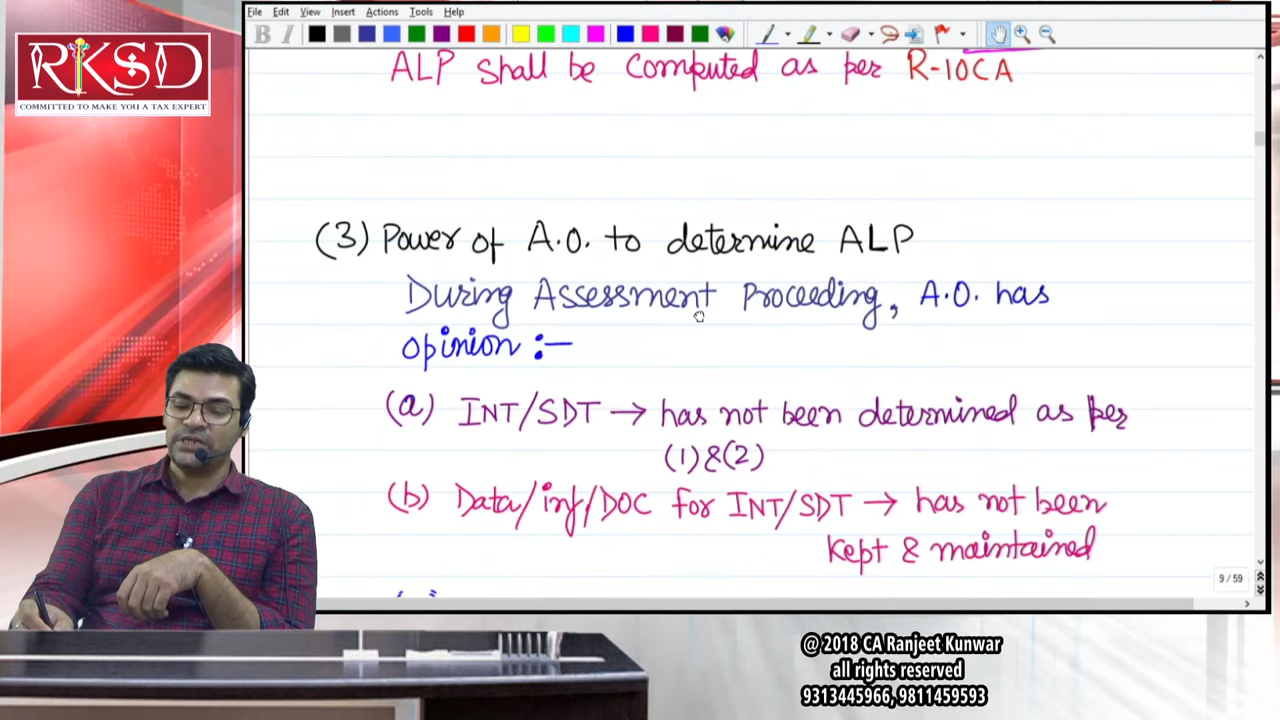 File Edit View Insert Actions Tools Help
RKSD
COMMITTED TO MAKE YOU A TAX EXPERT
B I
ALP shall be computed as per R-10CA
(3) Power of A.O. to determine ALP
During Assessment Proceeding, A.O. has
opinion :-
(a) INT/SDT → has not been determined as per
(1) & (2)
(b) Data/inf/DOC for INT/SDT → has not been
kept & maintained
9 / 59
@ 2018 CA Ranjeet Kunwar
all rights reserved
9313445966, 9811459593